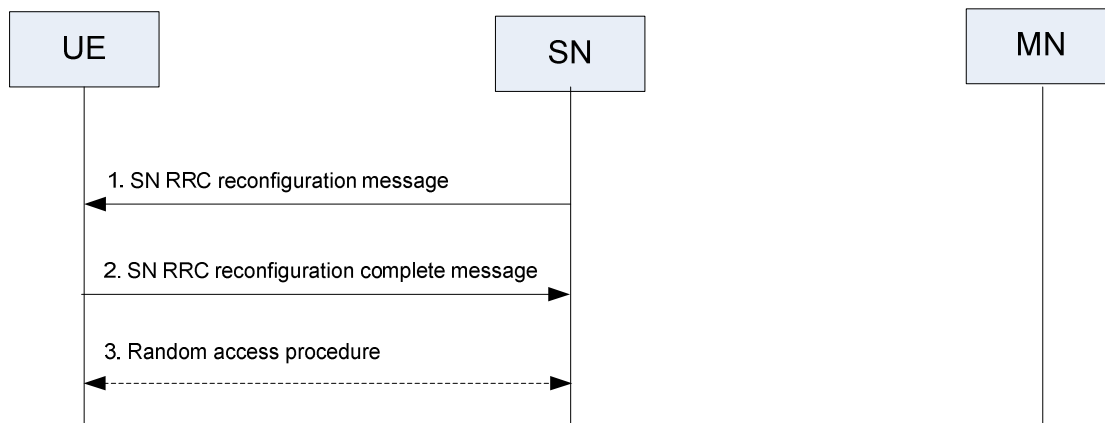 UE
SN
MN
1. SN RRC reconfiguration message
2. SN RRC reconfiguration complete message
3. Random access procedure